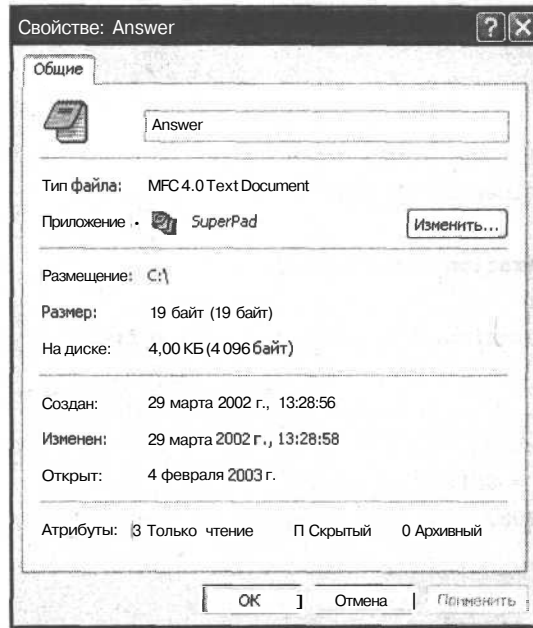 Свойстве: Answer
Общие
Answer
Тип файла: MFC 4.0 Text Document
Приложение . SuperPad Изменить...
Размещение: C:\
Размер: 19 байт (19 байт)
На диске: 4,00 КБ (4 096 байт)
Создан: 29 марта 2002 г., 13:28:56
Изменен: 29 марта 2002 г., 13:28:58
Открыт: 4 февраля 2003 г.
Атрибуты: 3 Только чтение П Скрытый 0 Архивный
OK Отмена Применить